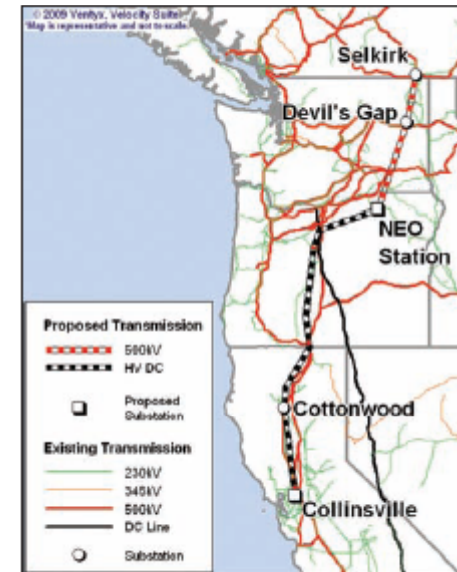 © 2009 Ventyx, Velocity Suite
*Map is representative and not to scale.
Selkirk
Devil's Gap
NEO
Station
Proposed Transmission
500kV
HV DC
Proposed
Substation
Cottonwood
Existing Transmission
230kV
345kV
500kV
DC Line
Substation
Collinsville